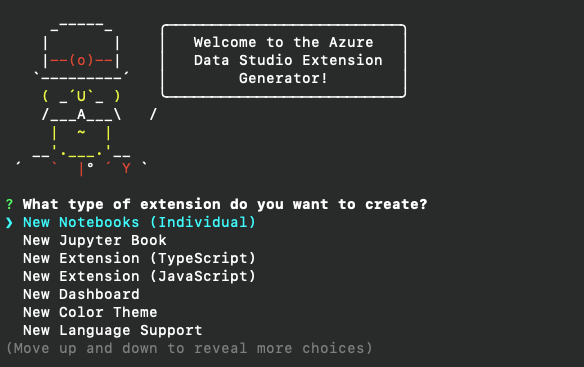 Welcome to the Azure
Data Studio Extension
Generator!
? What type of extension do you want to create?
❯ New Notebooks (Individual)
New Jupyter Book
New Extension (TypeScript)
New Extension (JavaScript)
New Dashboard
New Color Theme
New Language Support
(Move up and down to reveal more choices)